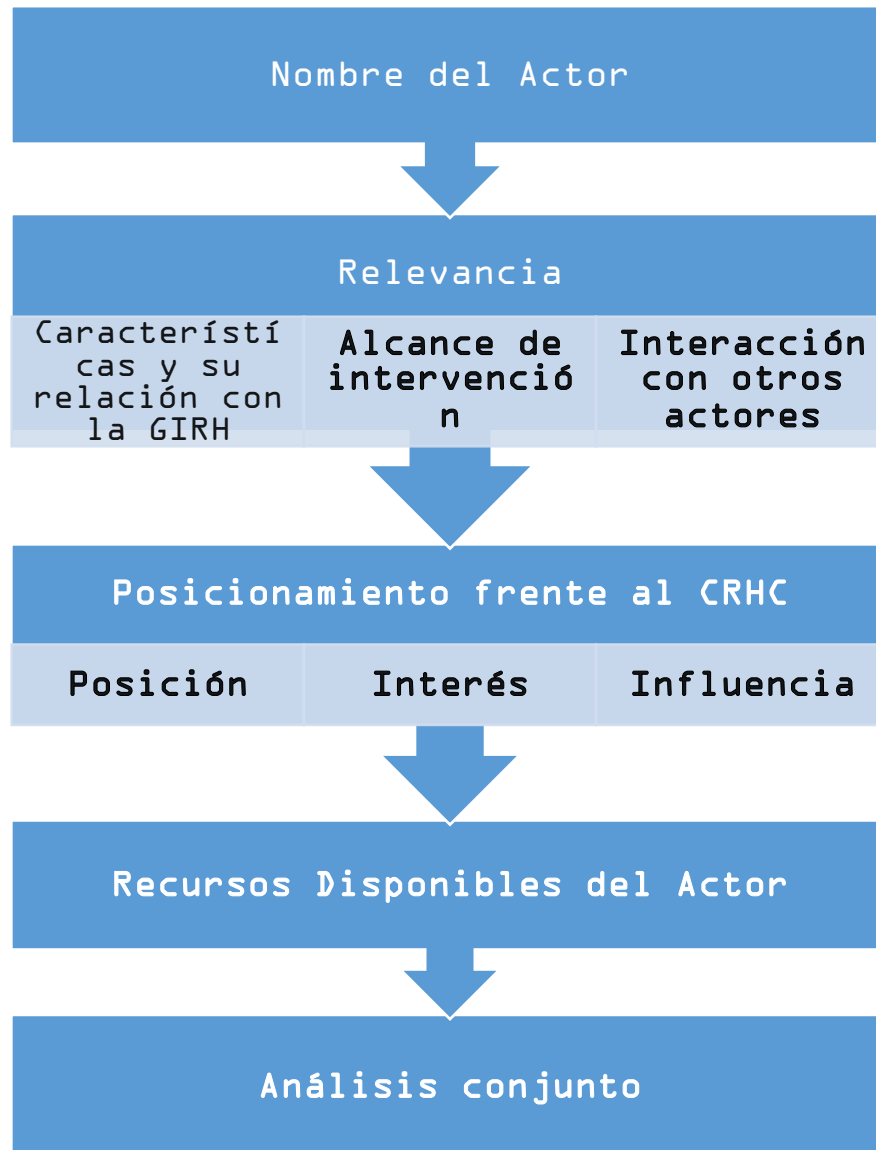 Nombre del Actor
Relevancia
Característí
cas y su
relación con
la GIRH
Alcance de
intervenció
n
Interacción
con otros
actores
Posicionamiento frente al CRHC
Posición
Interés
Influencia
Recursos Disponibles del Actor
Análisis conjunto